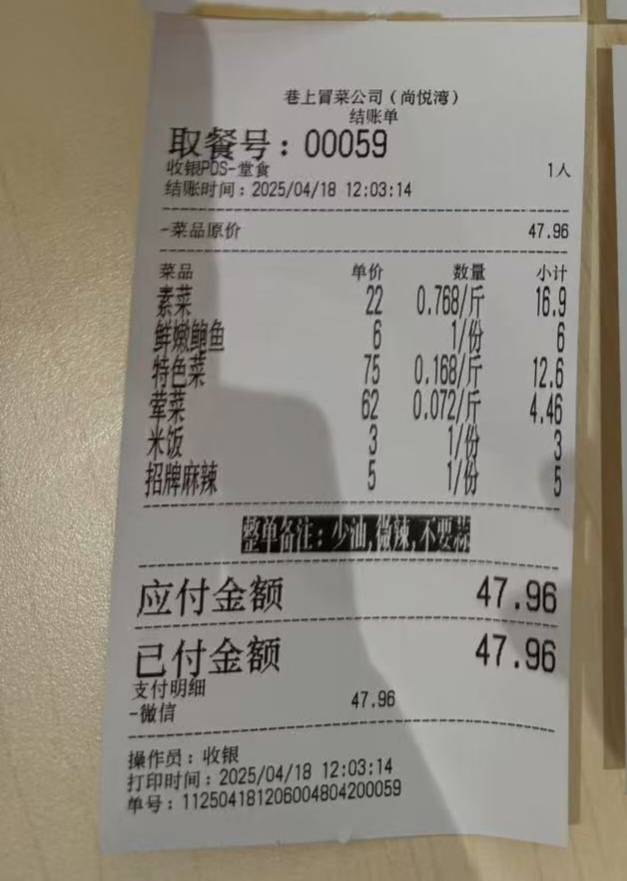 巷上冒菜公司（尚悦湾）
结账单
取餐号：00059
收银POS-堂食 1人
结账时间：2025/04/18 12:03:14
-菜品原价 47.96
菜品 单价 数量 小计
素菜 22 0.768/斤 16.9
鲜嫩鲍鱼 6 1/份 6
特色菜 75 0.168/斤 12.6
荤菜 62 0.072/斤 4.46
米饭 3 1/份 3
招牌麻辣 5 1/份 5
整单备注：少油,微辣,不要蒜
应付金额 47.96
已付金额 47.96
支付明细
-微信 47.96
操作员：收银
打印时间：2025/04/18 12:03:14
单号：112504181206004804200059